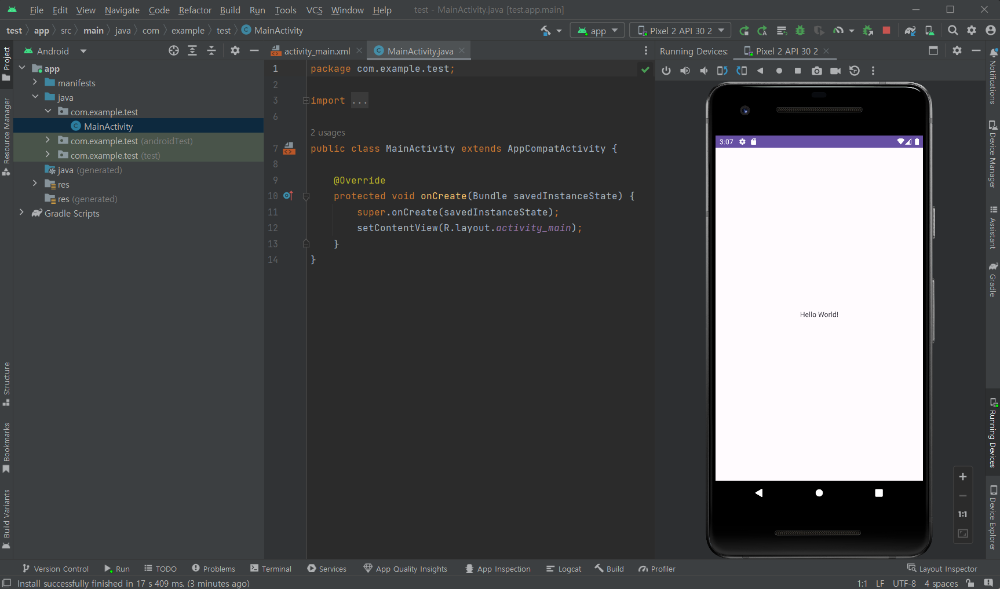 File Edit View Navigate Code Refactor Build Run Tools VCS Window Help test - MainActivity.java [test.app.main]
test app src main java com example test MainActivity
app Pixel 2 API 30 2
Project
Resource Manager
Structure
Bookmarks
Build Variants
Android
app
manifests
java
com.example.test
MainActivity
com.example.test (androidTest)
com.example.test (test)
java (generated)
res
res (generated)
Gradle Scripts
activity_main.xml MainActivity.java
1 package com.example.test;
2
3 import ...
6
2 usages
7 public class MainActivity extends AppCompatActivity {
8
9 @Override
10 protected void onCreate(Bundle savedInstanceState) {
11 super.onCreate(savedInstanceState);
12 setContentView(R.layout.activity_main);
13 }
14 }
Running Devices: Pixel 2 API 30 2
3:07
Hello World!
1:1
Notifications
Device Manager
Assistant
Gradle
Running Devices
Device Explorer
Version Control Run TODO Problems Terminal Services App Quality Insights App Inspection Logcat Build Profiler Layout Inspector
Install successfully finished in 17 s 409 ms. (3 minutes ago) 1:1 LF UTF-8 4 spaces